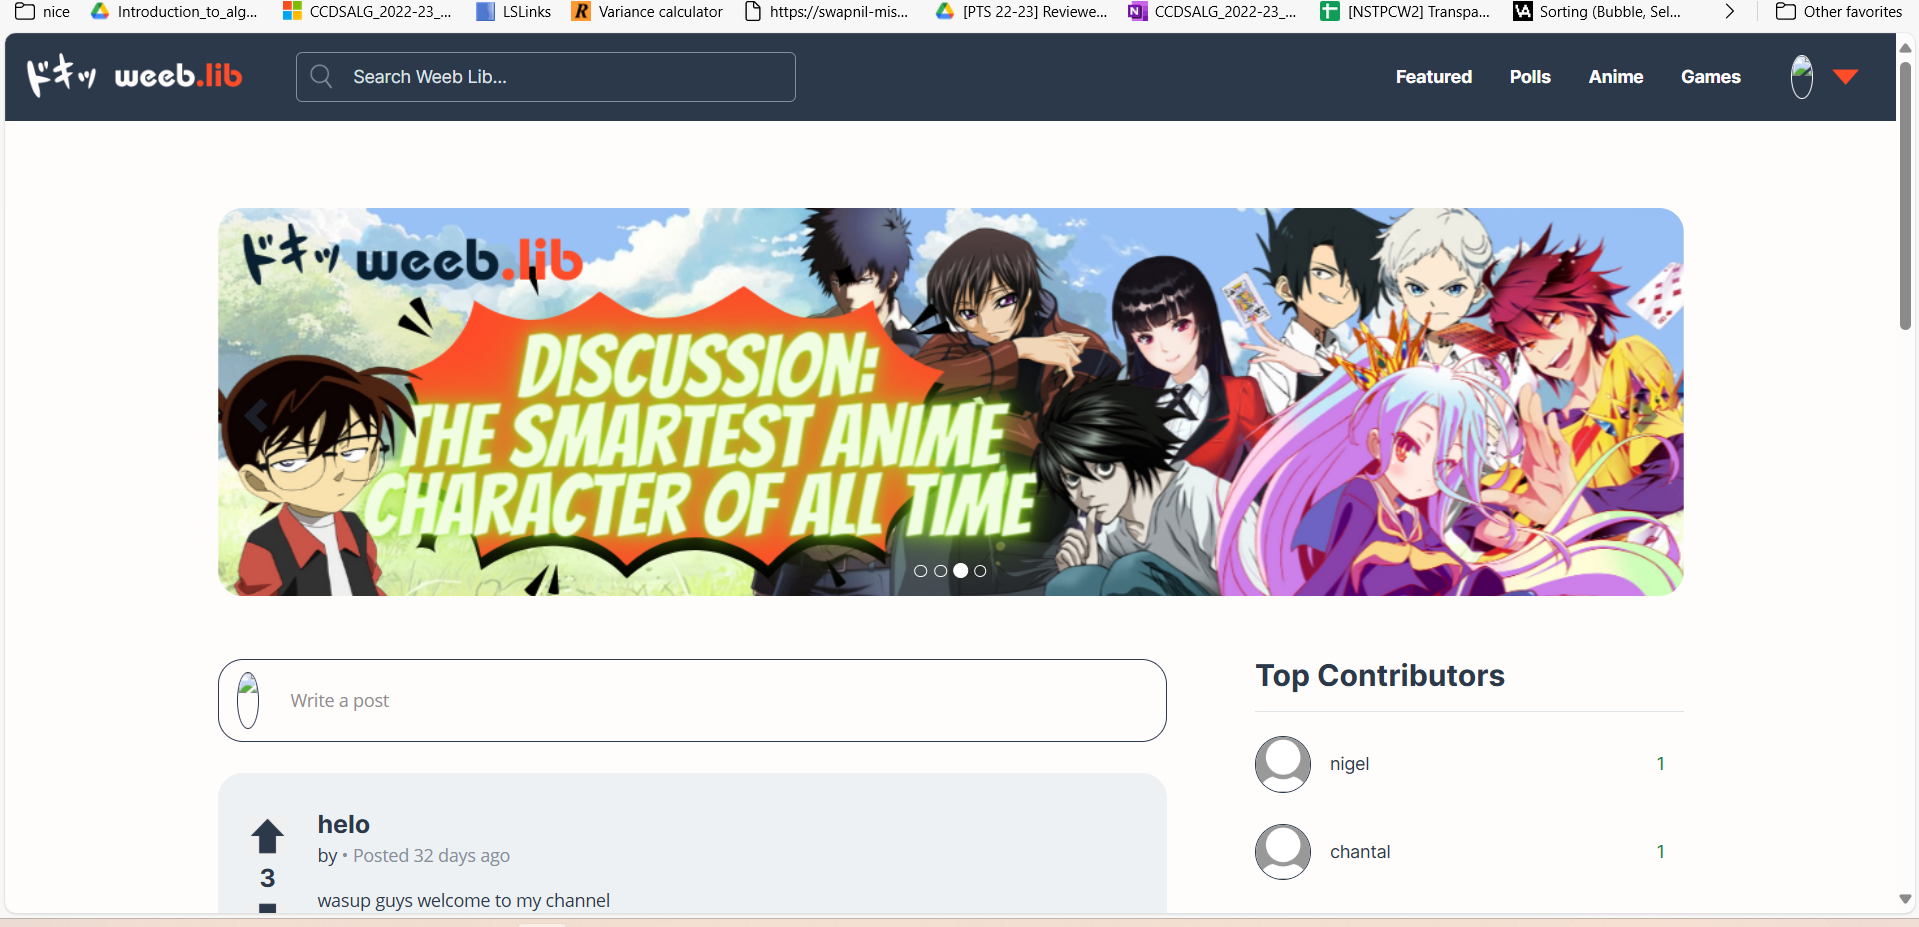 nice Introduction_to_alg... CCDSALG_2022-23_... LSLinks Variance calculator https://swapnil-mis... [PTS 22-23] Reviewe... CCDSALG_2022-23_... [NSTPCW2] Transpa... Sorting (Bubble, Sel... Other favorites
ドキッ weeb.lib Search Weeb Lib... Featured Polls Anime Games
ドキッ weeb.lib
DISCUSSION:
THE SMARTEST ANIME
CHARACTER OF ALL TIME
Write a post
helo
by • Posted 32 days ago
3
wasup guys welcome to my channel
Top Contributors
nigel 1
chantal 1